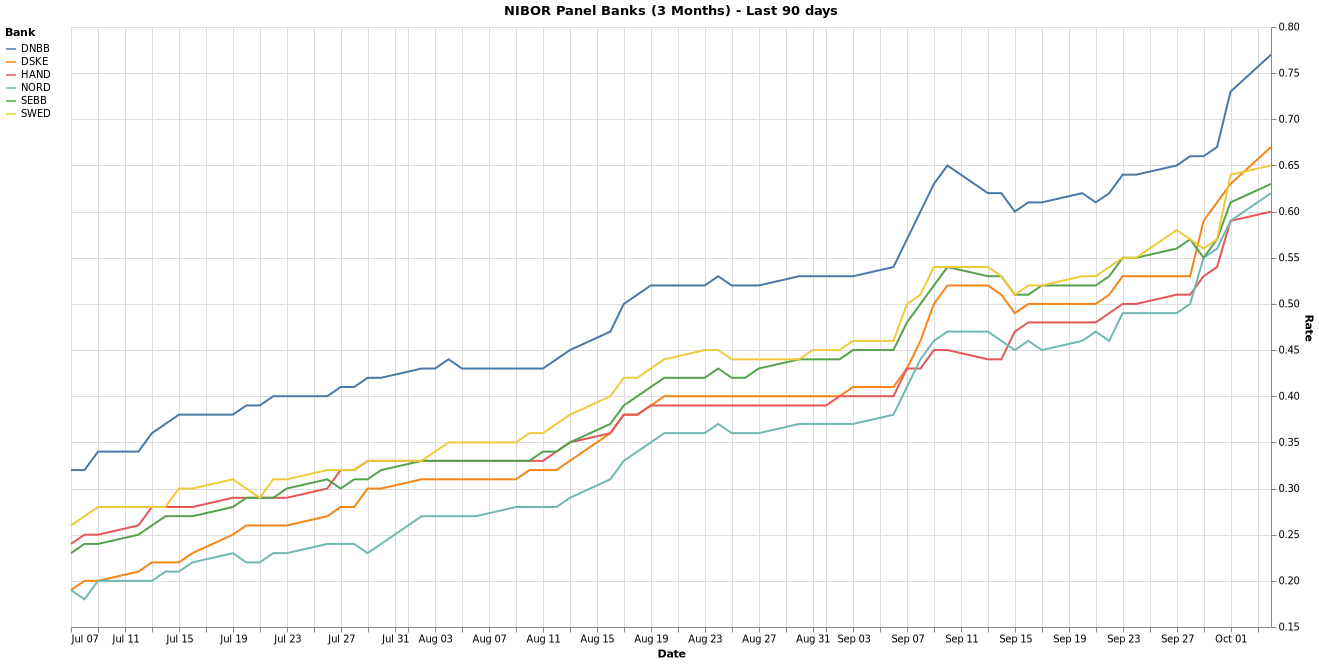 NIBOR Panel Banks (3 Months) - Last 90 days
Bank
DNBB
DSKE
HAND
NORD
SEBB
SWED
0.80
0.75
0.70
0.65
0.60
0.55
0.50
0.45
0.40
0.35
0.30
0.25
0.20
0.15
Rate
Jul 07 Jul 11 Jul 15 Jul 19 Jul 23 Jul 27 Jul 31 Aug 03 Aug 07 Aug 11 Aug 15 Aug 19 Aug 23 Aug 27 Aug 31 Sep 03 Sep 07 Sep 11 Sep 15 Sep 19 Sep 23 Sep 27 Oct 01
Date